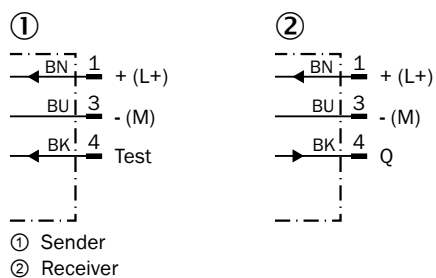 ① ②
BN 1 + (L+) BN 1 + (L+)
BU 3 - (M) BU 3 - (M)
BK 4 Test BK 4 Q
① Sender
② Receiver